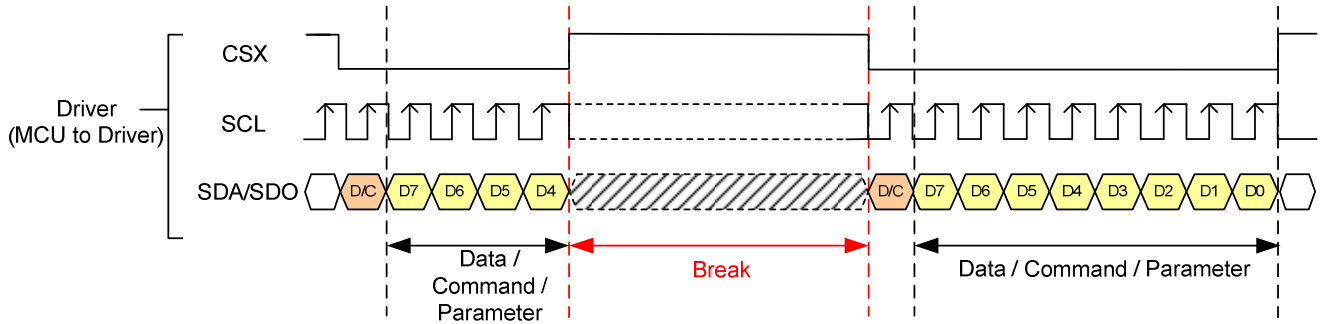 CSX
Driver
(MCU to Driver)
SCL
SDA/SDO
D/C D7 D6 D5 D4 D/C D7 D6 D5 D4 D3 D2 D1 D0
Data /
Command /
Parameter
Break
Data / Command / Parameter